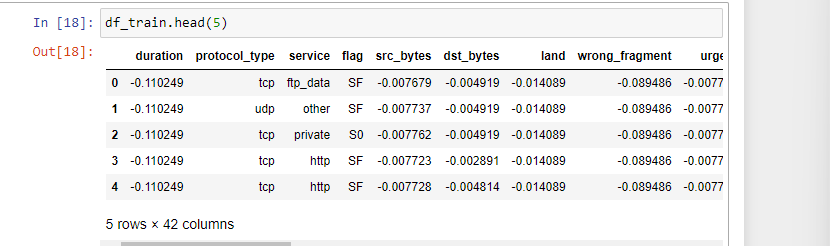 In [18]: df_train.head(5)
Out[18]:
duration protocol_type service flag src_bytes dst_bytes land wrong_fragment urge
0 -0.110249 tcp ftp_data SF -0.007679 -0.004919 -0.014089 -0.089486 -0.0077
1 -0.110249 udp other SF -0.007737 -0.004919 -0.014089 -0.089486 -0.0077
2 -0.110249 tcp private S0 -0.007762 -0.004919 -0.014089 -0.089486 -0.0077
3 -0.110249 tcp http SF -0.007723 -0.002891 -0.014089 -0.089486 -0.0077
4 -0.110249 tcp http SF -0.007728 -0.004814 -0.014089 -0.089486 -0.0077
5 rows × 42 columns